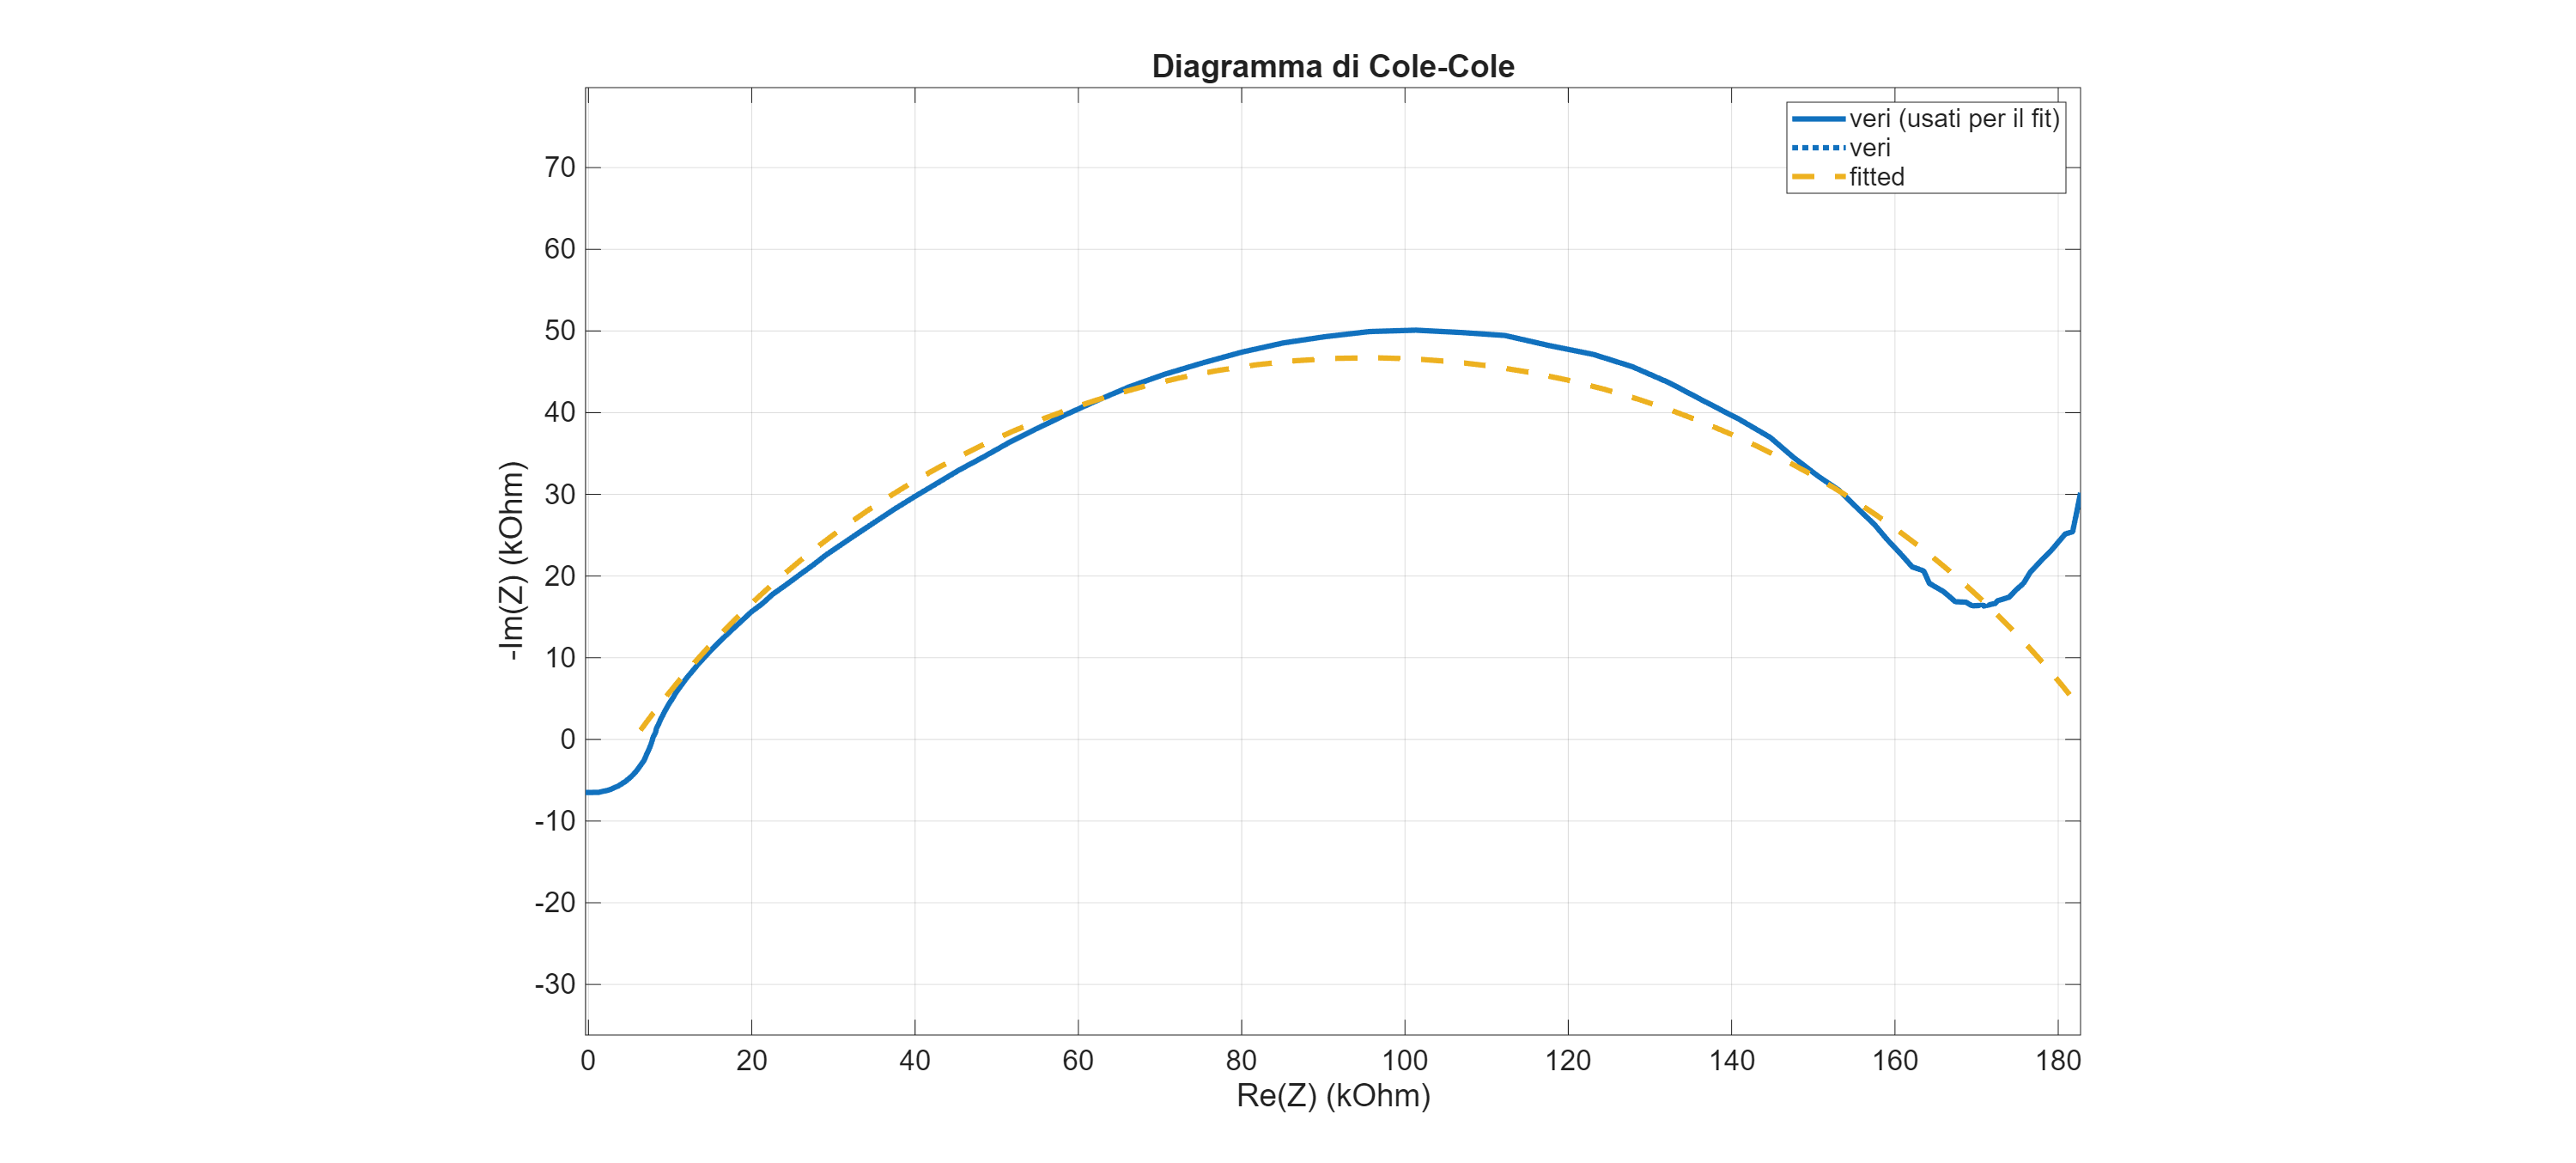 Diagramma di Cole-Cole
veri (usati per il fit)
veri
fitted
70
60
50
40
30
20
10
0
-10
-20
-30
-Im(Z) (kOhm)
0 20 40 60 80 100 120 140 160 180
Re(Z) (kOhm)